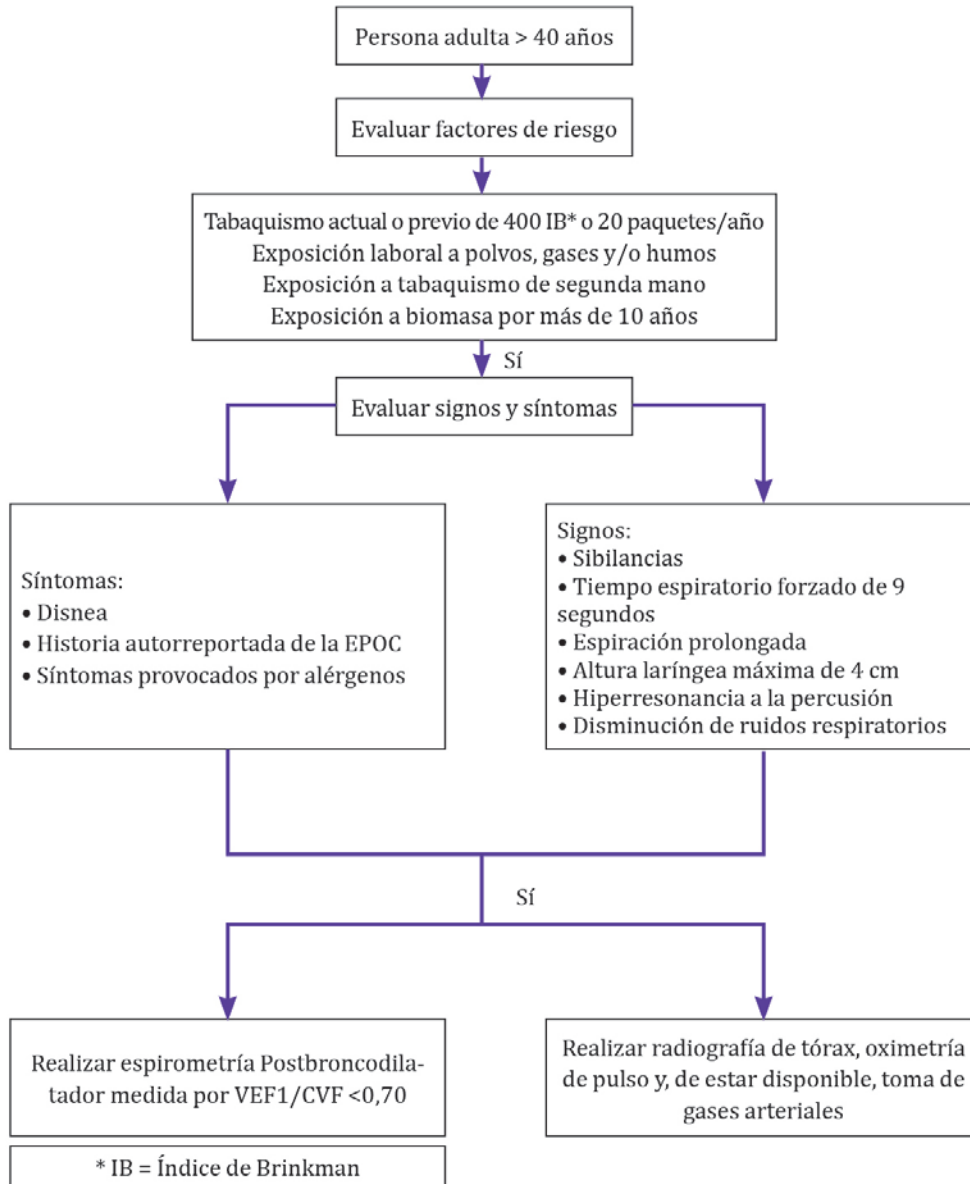 Persona adulta > 40 años
Evaluar factores de riesgo
Tabaquismo actual o previo de 400 IB* o 20 paquetes/año
Exposición laboral a polvos, gases y/o humos
Exposición a tabaquismo de segunda mano
Exposición a biomasa por más de 10 años
Sí
Evaluar signos y síntomas
Síntomas:
• Disnea
• Historia autorreportada de la EPOC
• Síntomas provocados por alérgenos
Signos:
• Sibilancias
• Tiempo espiratorio forzado de 9
segundos
• Espiración prolongada
• Altura laríngea máxima de 4 cm
• Hiperresonancia a la percusión
• Disminución de ruidos respiratorios
Sí
Realizar espirometría Postbroncodila-
tador medida por VEF1/CVF <0,70
Realizar radiografía de tórax, oximetría
de pulso y, de estar disponible, toma de
gases arteriales
* IB = Índice de Brinkman